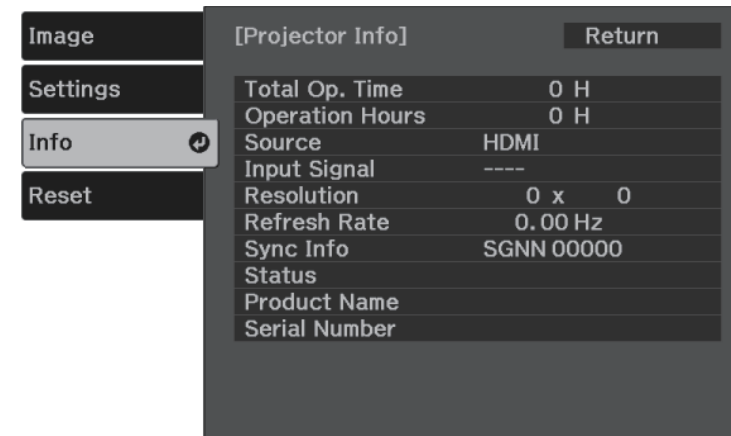 Image
Settings
Info
Reset
[Projector Info] Return
Total Op. Time 0 H
Operation Hours 0 H
Source HDMI
Input Signal ----
Resolution 0 x 0
Refresh Rate 0.00 Hz
Sync Info SGNN 00000
Status
Product Name
Serial Number